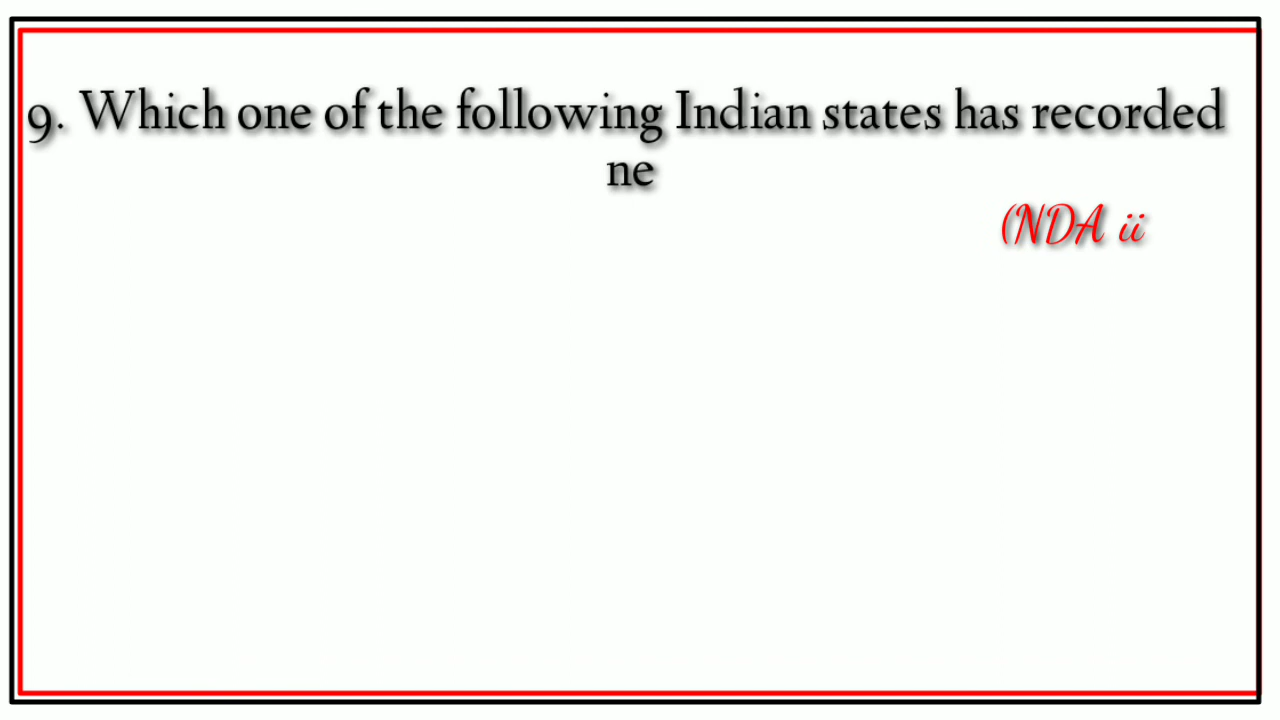 9. Which one of the following Indian states has recorded
ne
(NDA ii